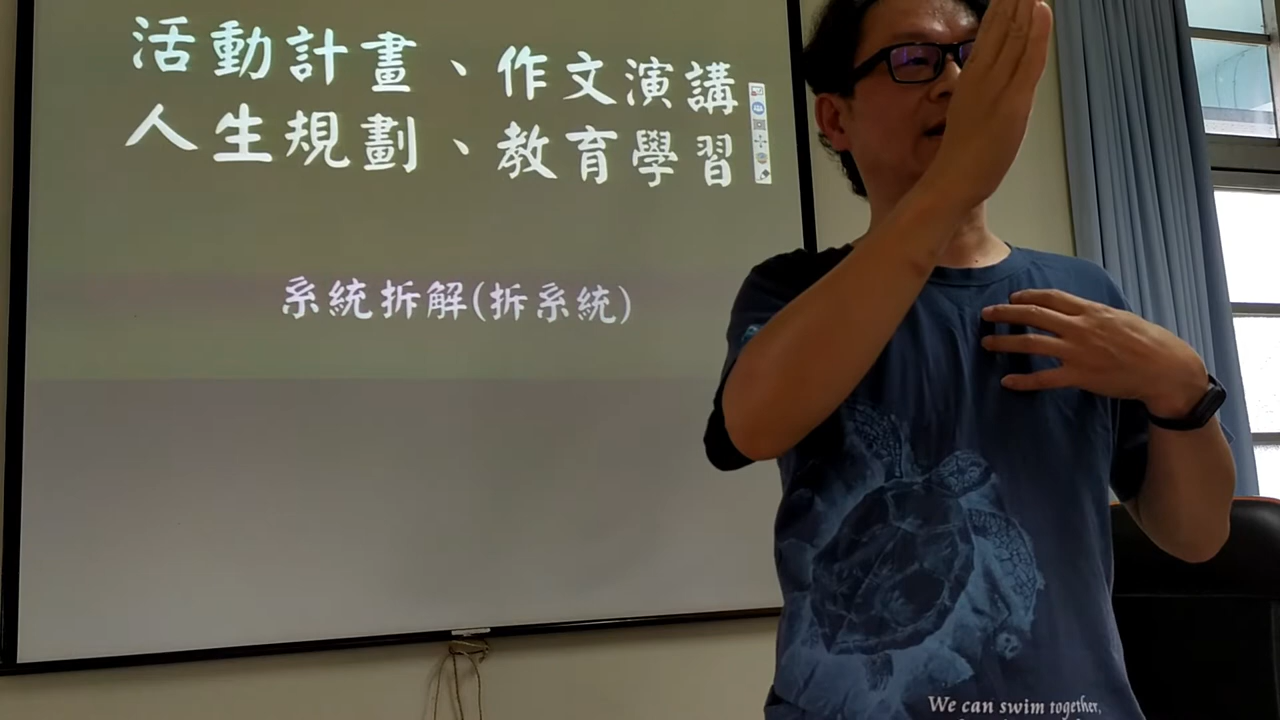 活動計畫、作文演講
人生規劃、教育學習
系統拆解(拆系統)
We can swim together,